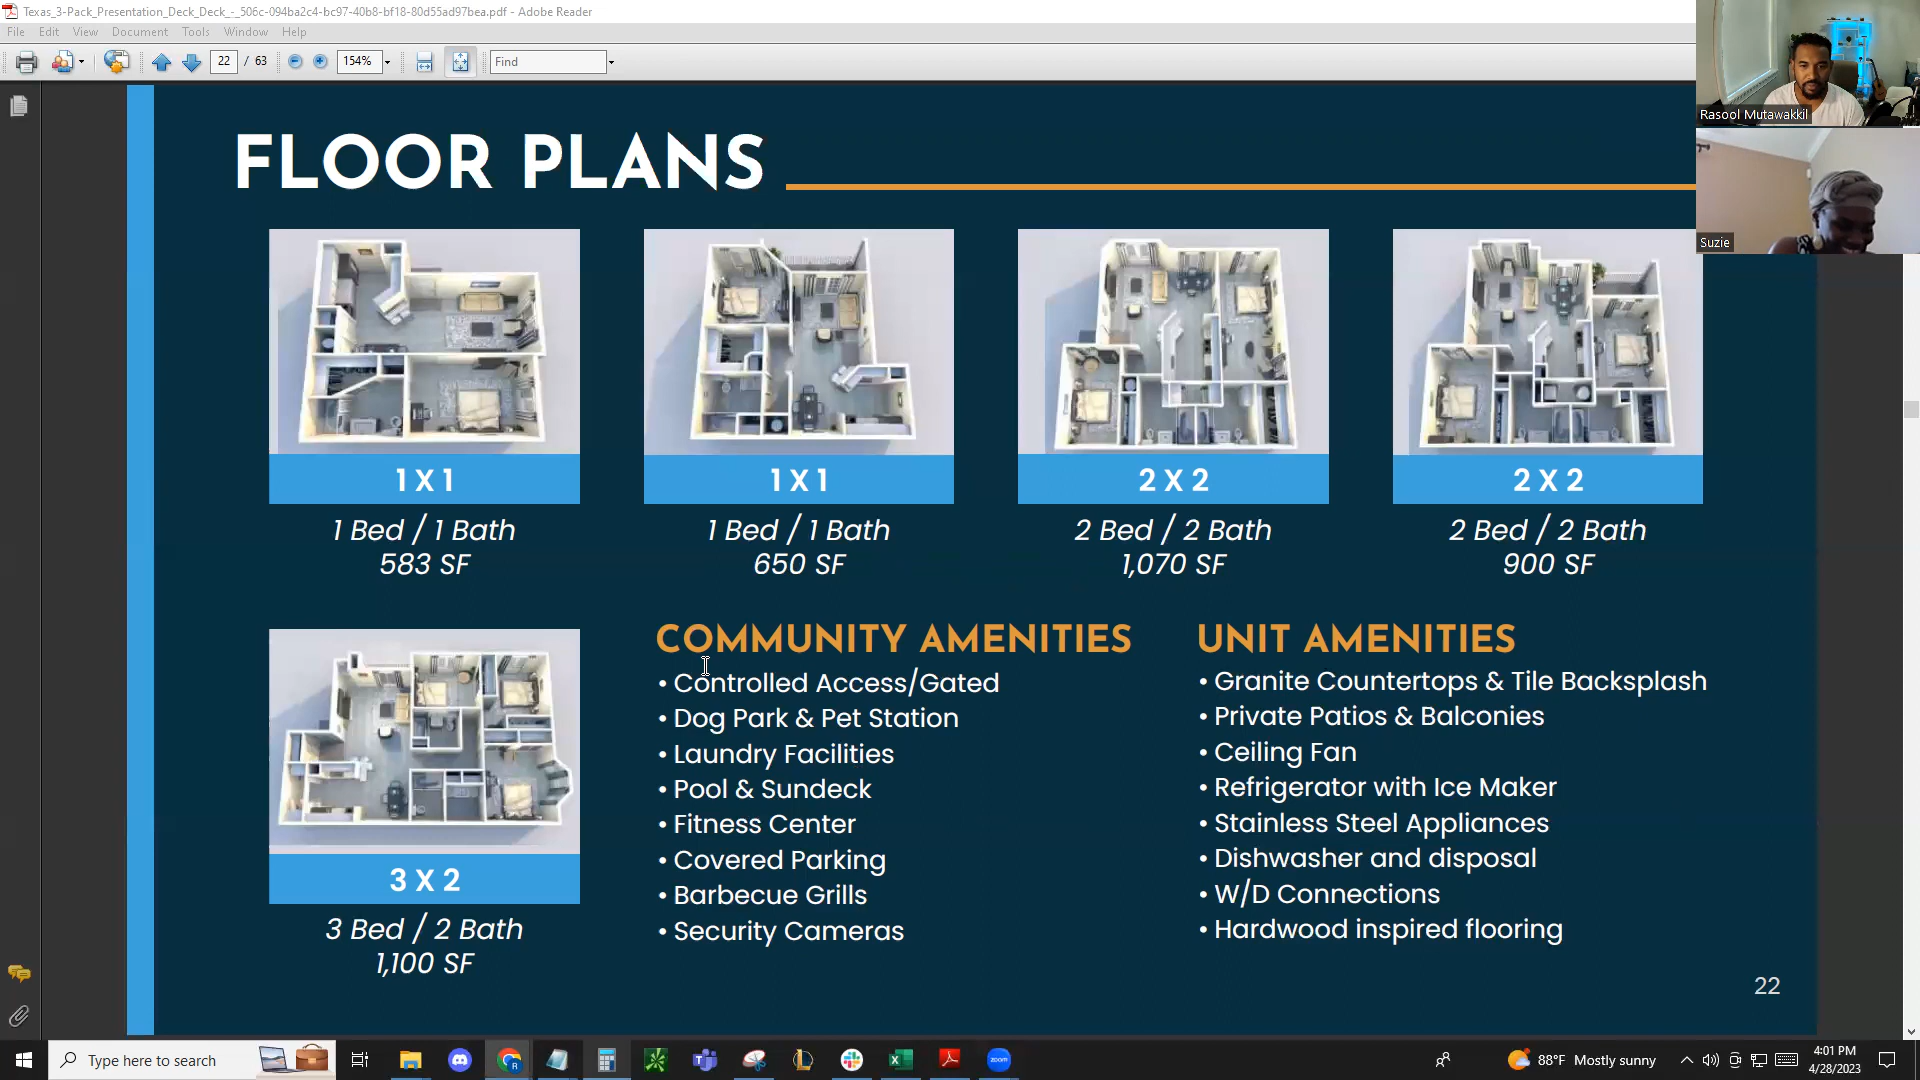 Texas_3-Pack_Presentation_Deck_Deck_-_506c-094ba2c4-bc97-40b8-bf18-80d55ad97bea.pdf - Adobe Reader
File Edit View Document Tools Window Help
22 / 63 154% Find
Rasool Mutawakkil
Suzie
FLOOR PLANS
1 X 1
1 Bed / 1 Bath
583 SF
1 X 1
1 Bed / 1 Bath
650 SF
2 X 2
2 Bed / 2 Bath
1,070 SF
2 X 2
2 Bed / 2 Bath
900 SF
3 X 2
3 Bed / 2 Bath
1,100 SF
COMMUNITY AMENITIES
• Controlled Access/Gated
• Dog Park & Pet Station
• Laundry Facilities
• Pool & Sundeck
• Fitness Center
• Covered Parking
• Barbecue Grills
• Security Cameras
UNIT AMENITIES
• Granite Countertops & Tile Backsplash
• Private Patios & Balconies
• Ceiling Fan
• Refrigerator with Ice Maker
• Stainless Steel Appliances
• Dishwasher and disposal
• W/D Connections
• Hardwood inspired flooring
22
Type here to search
zoom
88°F Mostly sunny
4:01 PM
4/28/2023